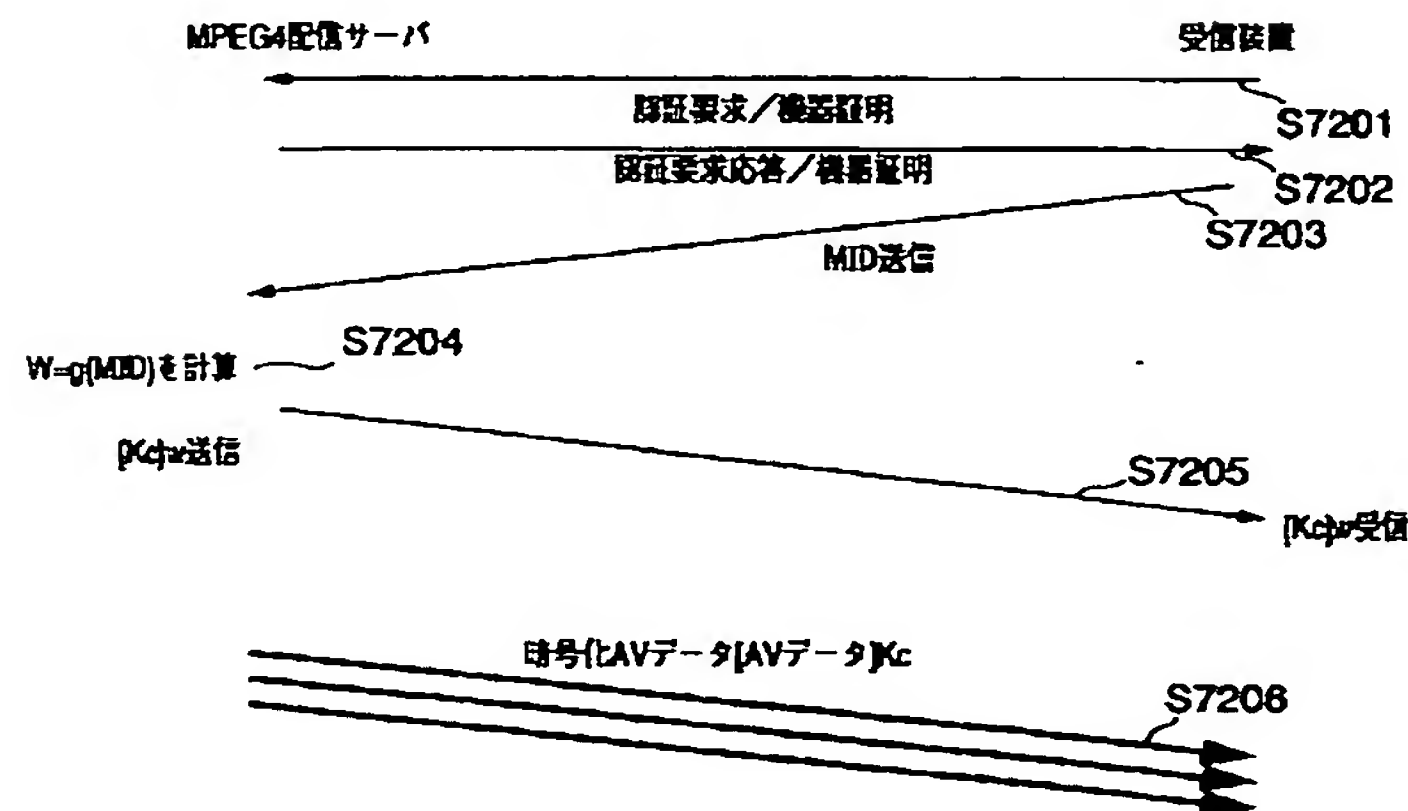 MPEG4配信サーバ
受信装置
認証要求/機器証明
S7201
認証要求応答/機器証明
S7202
S7203
MID送信
S7204
W=g(MID)を計算
[Kc]w送信
S7205
[Kc]w受信
暗号化AVデータ[AVデータ]Kc
S7206